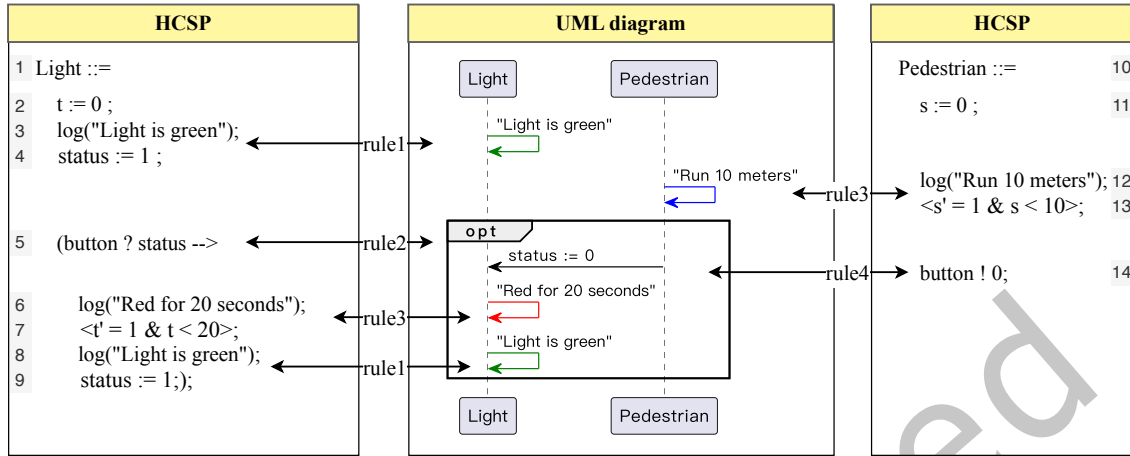 HCSP
1 Light ::=
2 t := 0 ;
3 log("Light is green");
4 status := 1 ;
5 (button ? status -->
6 log("Red for 20 seconds");
7 <t' = 1 & t < 20>;
8 log("Light is green");
9 status := 1;);
rule1
rule2
rule3
rule1
UML diagram
Light Pedestrian
"Light is green"
"Run 10 meters"
opt
status := 0
"Red for 20 seconds"
"Light is green"
Light Pedestrian
rule3
rule4
HCSP
Pedestrian ::= 10
s := 0 ; 11
log("Run 10 meters"); 12
<s' = 1 & s < 10>; 13
button ! 0; 14